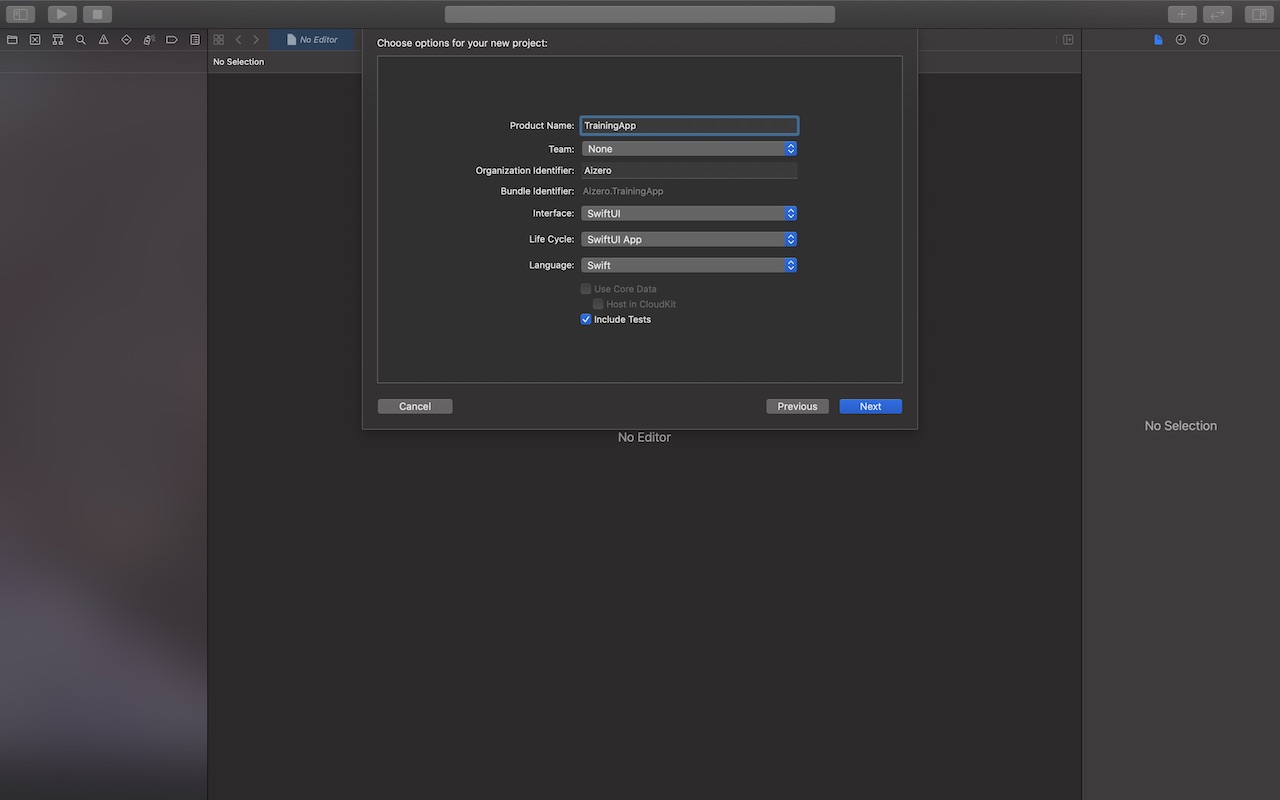 No Editor
Choose options for your new project:
No Selection
Product Name: TrainingApp
Team: None
Organization Identifier: Aizero
Bundle Identifier: Aizero.TrainingApp
Interface: SwiftUI
Life Cycle: SwiftUI App
Language: Swift
Use Core Data
Host in CloudKit
Include Tests
Cancel Previous Next
No Selection
No Editor